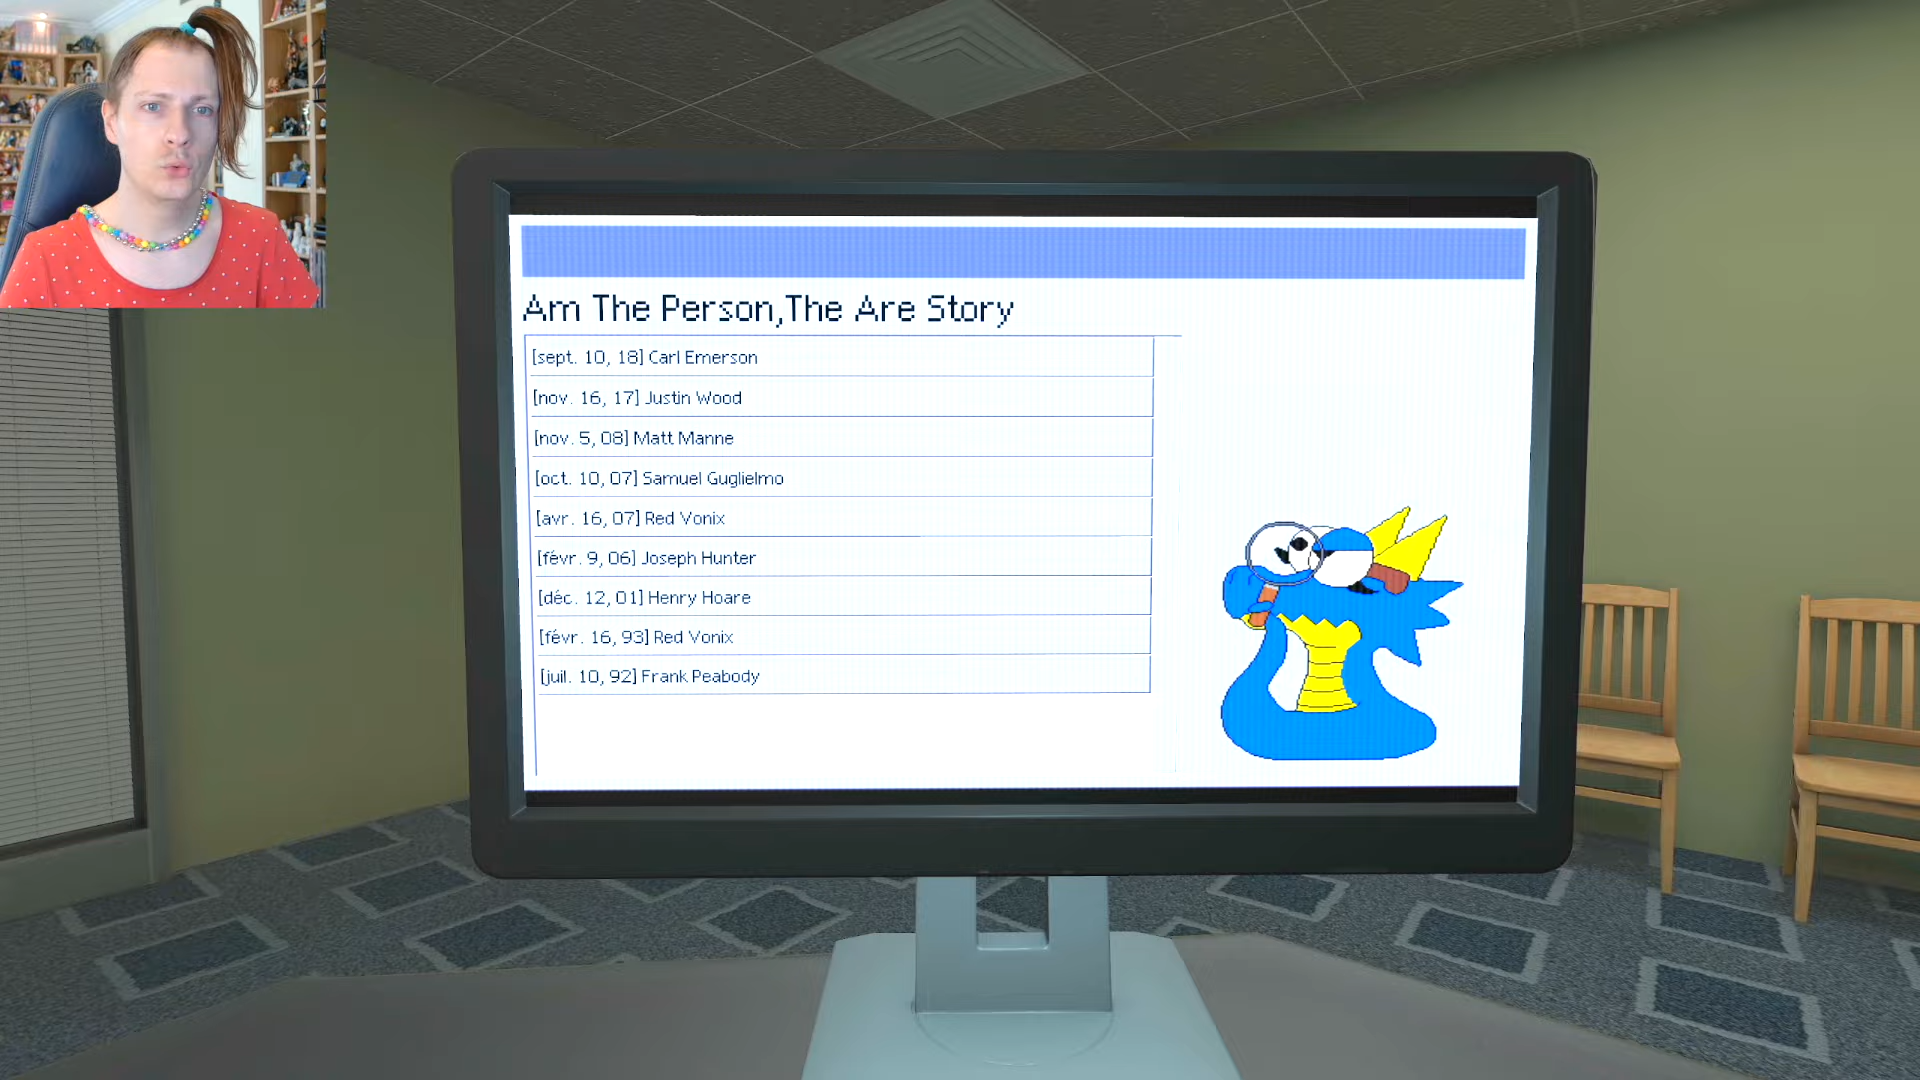 Am The Person,The Are Story
[sept. 10, 18] Carl Emerson
[nov. 16, 17] Justin Wood
[nov. 5, 08] Matt Manne
[oct. 10, 07] Samuel Guglielmo
[avr. 16, 07] Red Vonix
[févr. 9, 06] Joseph Hunter
[déc. 12, 01] Henry Hoare
[févr. 16, 93] Red Vonix
[juil. 10, 92] Frank Peabody